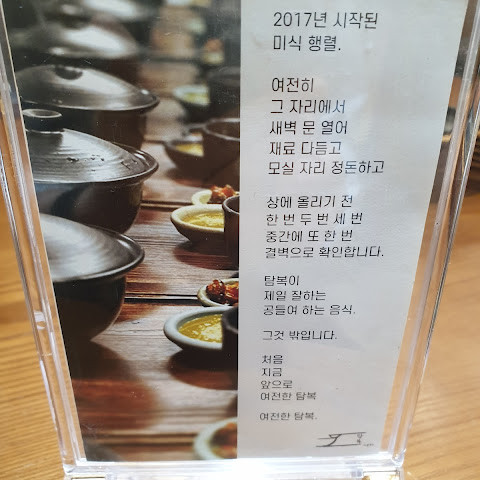 2017년 시작된
미식 행렬.
여전히
그 자리에서
새벽 문 열어
재료 다듬고
모실 자리 정돈하고
상에 올리기 전
한 번 두 번 세 번
중간에 또 한 번
결벽으로 확인합니다.
탐복이
제일 잘하는
공들여 하는 음식.
그것 밖입니다.
처음
지금
앞으로
여전한 탐복
여전한 탐복.